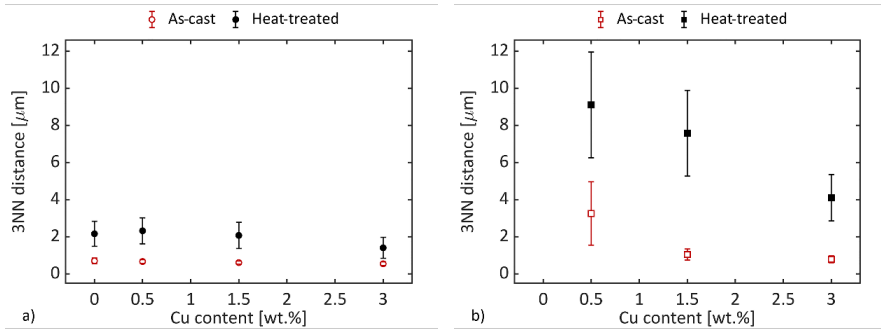 As-cast Heat-treated
12
10
8
6
4
2
0
3NN distance [μm]
0 0.5 1 1.5 2 2.5 3
Cu content [wt.%]
a)
As-cast Heat-treated
12
10
8
6
4
2
0
3NN distance [μm]
0 0.5 1 1.5 2 2.5 3
Cu content [wt.%]
b)